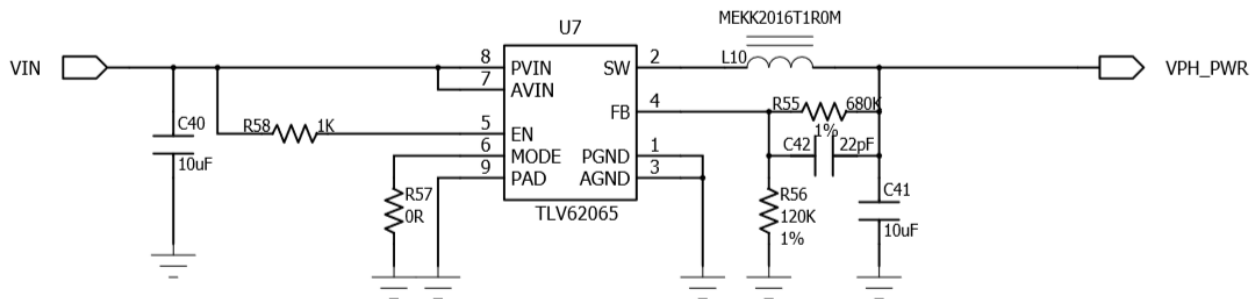 MEKK2016T1R0M
U7
VIN
8
PVIN
SW
2
L10
VPH_PWR
7
AVIN
FB
4
R55
680K
1%
C40
10uF
R58
1K
5
EN
6
MODE
PGND
1
C42
22pF
9
PAD
AGND
3
R57
0R
TLV62065
R56
120K
1%
C41
10uF